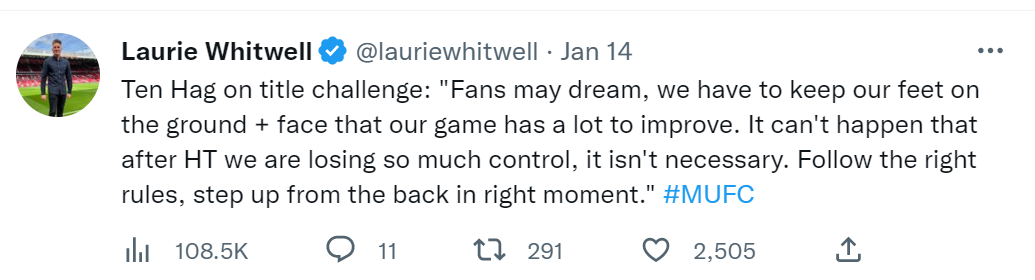 Laurie Whitwell @lauriewhitwell · Jan 14
Ten Hag on title challenge: "Fans may dream, we have to keep our feet on
the ground + face that our game has a lot to improve. It can't happen that
after HT we are losing so much control, it isn't necessary. Follow the right
rules, step up from the back in right moment." #MUFC
108.5K 11 291 2,505